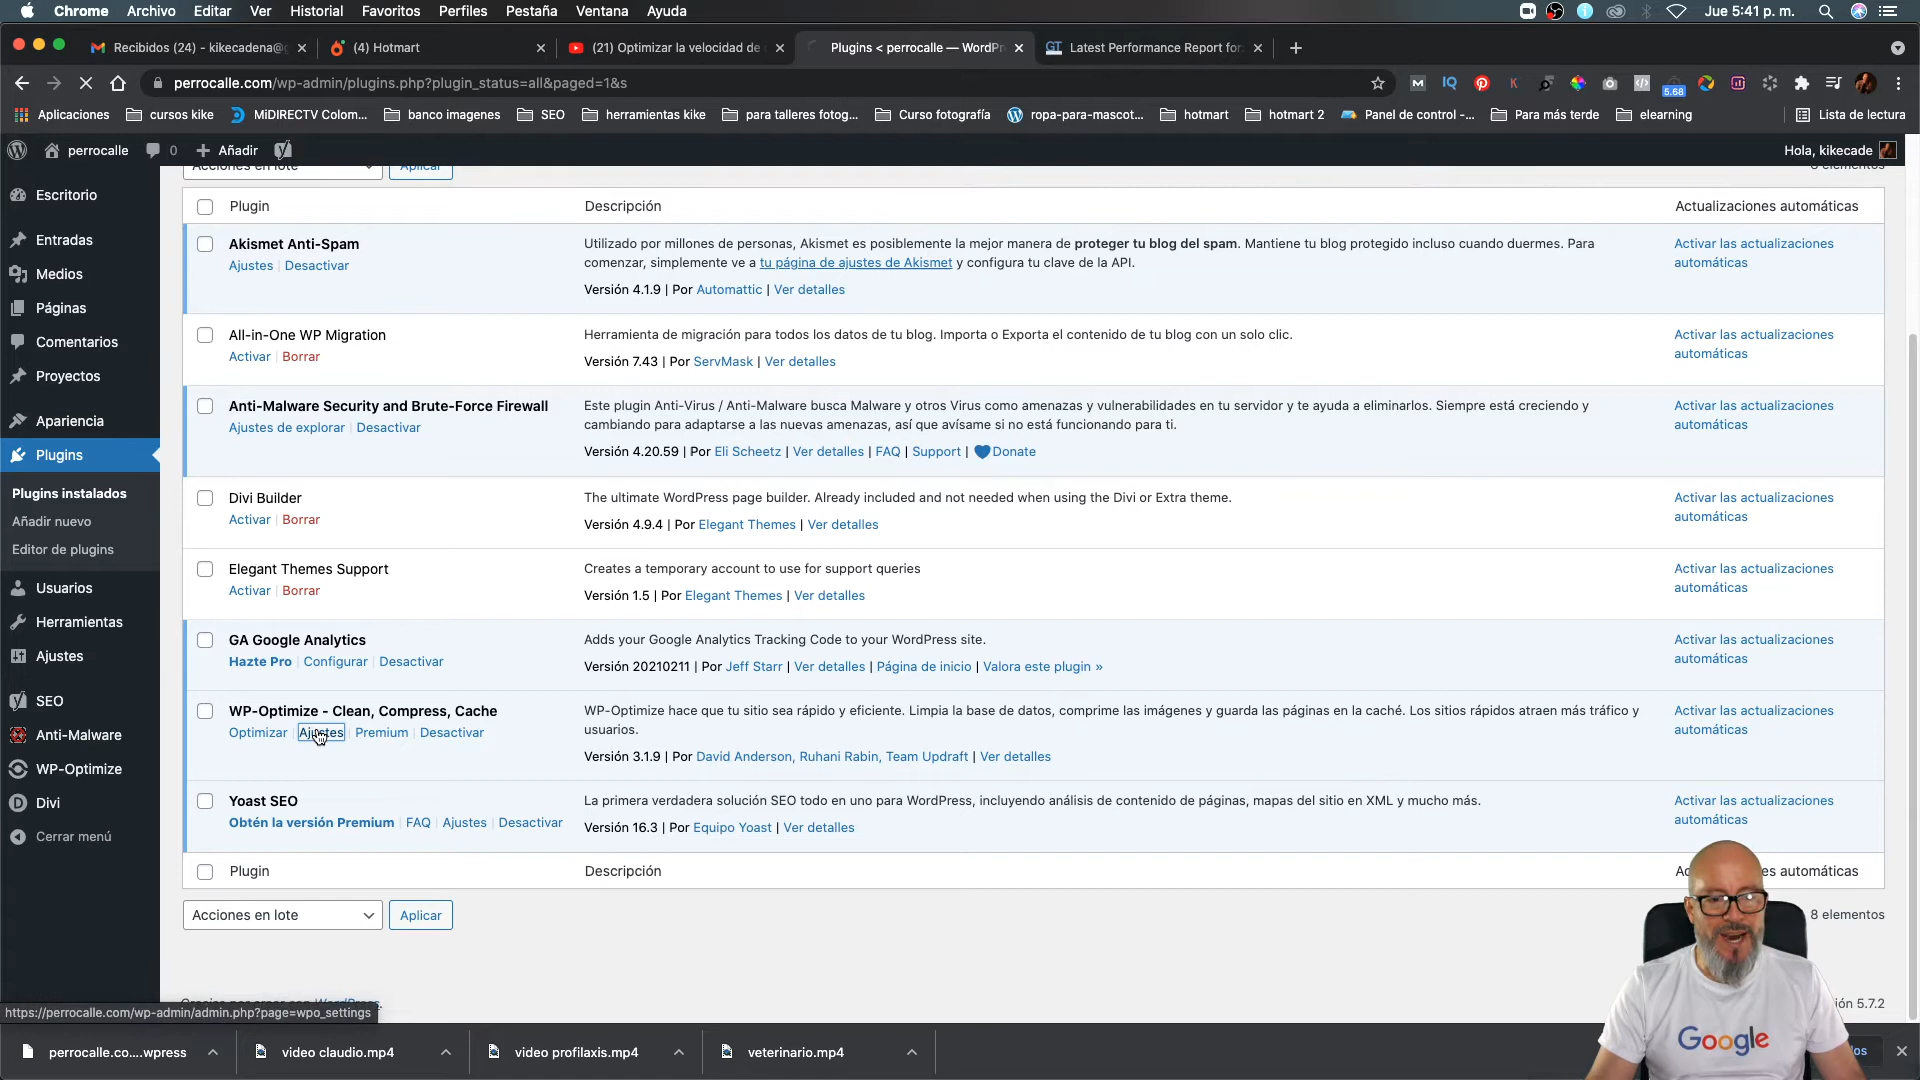 Chrome Archivo Editar Ver Historial Favoritos Perfiles Pestaña Ventana Ayuda
Jue 5:41 p. m.
Recibidos (24) - kikecadena@
(4) Hotmart
(21) Optimizar la velocidad de
Plugins < perrocalle — WordPr
GT Latest Performance Report for
perrocalle.com/wp-admin/plugins.php?plugin_status=all&paged=1&s
5.68
Aplicaciones cursos kike MiDIRECTV Colom... banco imagenes SEO herramientas kike para talleres fotog... Curso fotografía ropa-para-mascot... hotmart hotmart 2 Panel de control -... Para más terde elearning Lista de lectura
perrocalle 0 Añadir
Hola, kikecade
Acciones en lote Aplicar
8 elementos
Escritorio
Entradas
Medios
Páginas
Comentarios
Proyectos
Apariencia
Plugins
Plugins instalados
Añadir nuevo
Editor de plugins
Usuarios
Herramientas
Ajustes
SEO
Anti-Malware
WP-Optimize
Divi
Cerrar menú
Plugin Descripción Actualizaciones automáticas
Akismet Anti-Spam
Ajustes | Desactivar
Utilizado por millones de personas, Akismet es posiblemente la mejor manera de proteger tu blog del spam. Mantiene tu blog protegido incluso cuando duermes. Para
comenzar, simplemente ve a tu página de ajustes de Akismet y configura tu clave de la API.
Versión 4.1.9 | Por Automattic | Ver detalles
Activar las actualizaciones
automáticas
All-in-One WP Migration
Activar | Borrar
Herramienta de migración para todos los datos de tu blog. Importa o Exporta el contenido de tu blog con un solo clic.
Versión 7.43 | Por ServMask | Ver detalles
Activar las actualizaciones
automáticas
Anti-Malware Security and Brute-Force Firewall
Ajustes de explorar | Desactivar
Este plugin Anti-Virus / Anti-Malware busca Malware y otros Virus como amenazas y vulnerabilidades en tu servidor y te ayuda a eliminarlos. Siempre está creciendo y
cambiando para adaptarse a las nuevas amenazas, así que avísame si no está funcionando para ti.
Versión 4.20.59 | Por Eli Scheetz | Ver detalles | FAQ | Support | Donate
Activar las actualizaciones
automáticas
Divi Builder
Activar | Borrar
The ultimate WordPress page builder. Already included and not needed when using the Divi or Extra theme.
Versión 4.9.4 | Por Elegant Themes | Ver detalles
Activar las actualizaciones
automáticas
Elegant Themes Support
Activar | Borrar
Creates a temporary account to use for support queries
Versión 1.5 | Por Elegant Themes | Ver detalles
Activar las actualizaciones
automáticas
GA Google Analytics
Hazte Pro | Configurar | Desactivar
Adds your Google Analytics Tracking Code to your WordPress site.
Versión 20210211 | Por Jeff Starr | Ver detalles | Página de inicio | Valora este plugin »
Activar las actualizaciones
automáticas
WP-Optimize - Clean, Compress, Cache
Optimizar | Ajustes | Premium | Desactivar
WP-Optimize hace que tu sitio sea rápido y eficiente. Limpia la base de datos, comprime las imágenes y guarda las páginas en la caché. Los sitios rápidos atraen más tráfico y
usuarios.
Versión 3.1.9 | Por David Anderson, Ruhani Rabin, Team Updraft | Ver detalles
Activar las actualizaciones
automáticas
Yoast SEO
Obtén la versión Premium | FAQ | Ajustes | Desactivar
La primera verdadera solución SEO todo en uno para WordPress, incluyendo análisis de contenido de páginas, mapas del sitio en XML y mucho más.
Versión 16.3 | Por Equipo Yoast | Ver detalles
Activar las actualizaciones
automáticas
Plugin Descripción es automáticas
Acciones en lote Aplicar
8 elementos
Gracias por crear con WordPress.
ón 5.7.2
https://perrocalle.com/wp-admin/admin.php?page=wpo_settings
perrocalle.co....wpress
video claudio.mp4
video profilaxis.mp4
veterinario.mp4
Google